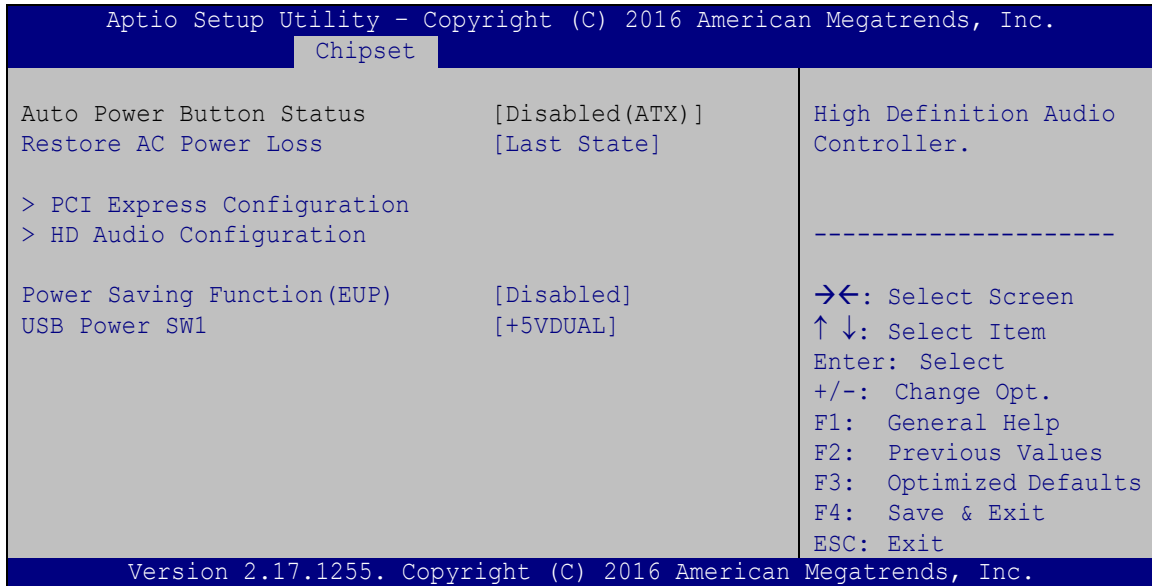 Aptio Setup Utility – Copyright (C) 2016 American Megatrends, Inc.
Chipset
Auto Power Button Status [Disabled(ATX)]
Restore AC Power Loss [Last State]
> PCI Express Configuration
> HD Audio Configuration
Power Saving Function(EUP) [Disabled]
USB Power SW1 [+5VDUAL]
High Definition Audio
Controller.
---------------------
→←: Select Screen
↑ ↓: Select Item
Enter: Select
+/-: Change Opt.
F1: General Help
F2: Previous Values
F3: Optimized Defaults
F4: Save & Exit
ESC: Exit
Version 2.17.1255. Copyright (C) 2016 American Megatrends, Inc.